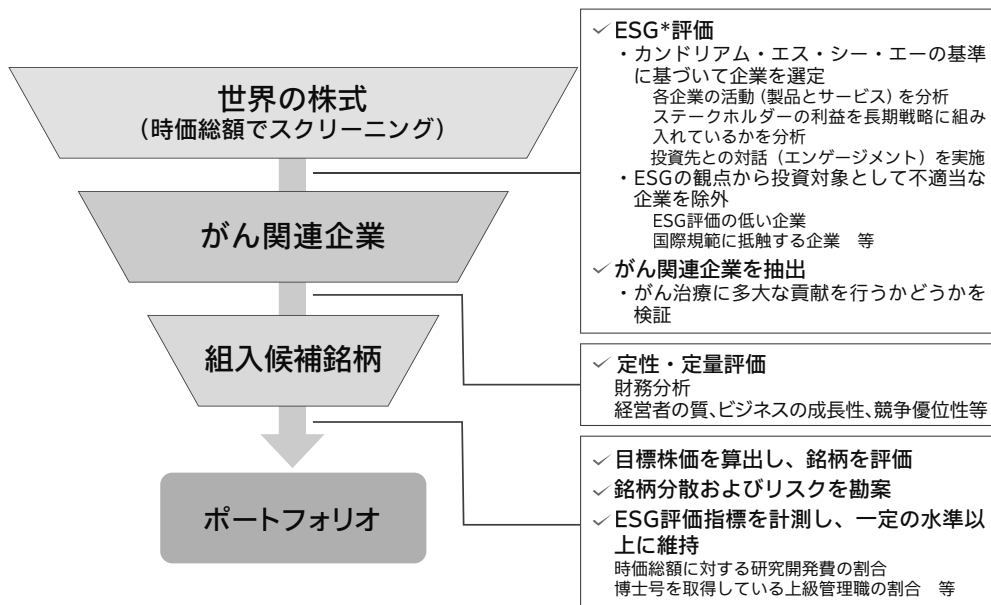 世界の株式
（時価総額でスクリーニング）
がん関連企業
組入候補銘柄
ポートフォリオ
✓ESG*評価
・カンドリアム・エス・シー・エーの基準
に基づいて企業を選定
各企業の活動（製品とサービス）を分析
ステークホルダーの利益を長期戦略に組み
入れているかを分析
投資先との対話（エンゲージメント）を実施
・ESGの観点から投資対象として不適当な
企業を除外
ESG評価の低い企業
国際規範に抵触する企業　等
✓がん関連企業を抽出
・がん治療に多大な貢献を行うかどうかを
検証
✓定性・定量評価
財務分析
経営者の質、ビジネスの成長性、競争優位性等
✓目標株価を算出し、銘柄を評価
✓銘柄分散およびリスクを勘案
✓ESG評価指標を計測し、一定の水準以
上に維持
時価総額に対する研究開発費の割合
博士号を取得している上級管理職の割合　等